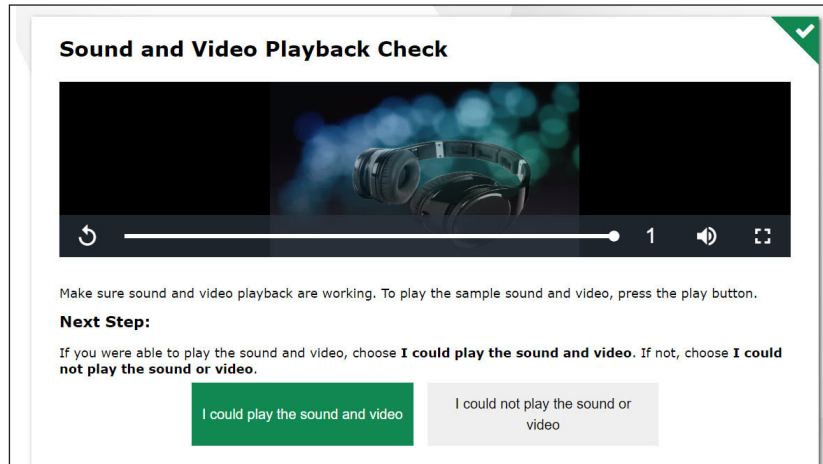 Sound and Video Playback Check
1
Make sure sound and video playback are working. To play the sample sound and video, press the play button.
Next Step:
If you were able to play the sound and video, choose I could play the sound and video. If not, choose I could
not play the sound or video.
I could play the sound and video
I could not play the sound or
video